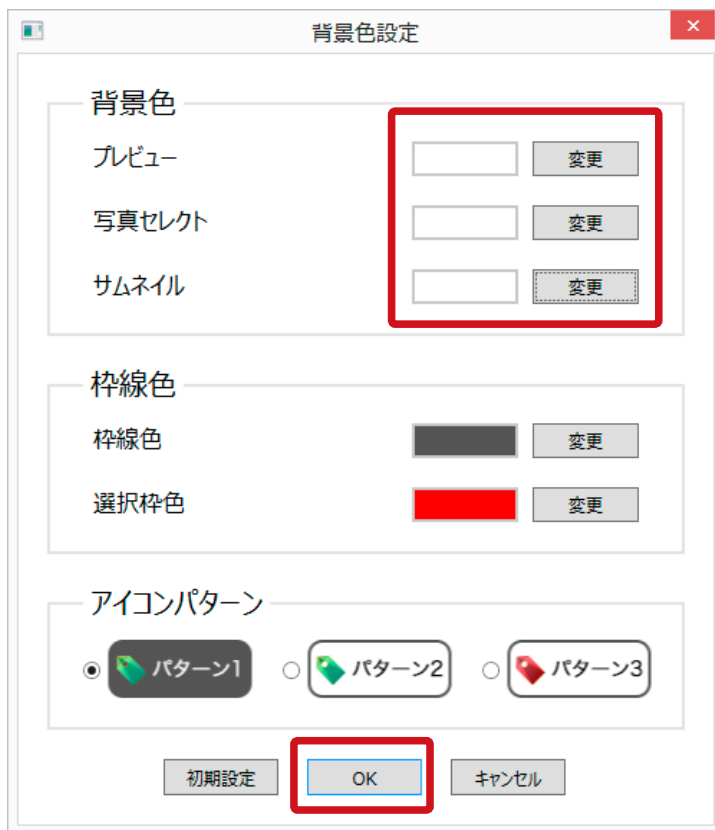 背景色設定
背景色
プレビュー
変更
写真セレクト
変更
サムネイル
変更
枠線色
枠線色
変更
選択枠色
変更
アイコンパターン
パターン1
パターン2
パターン3
初期設定
OK
キャンセル